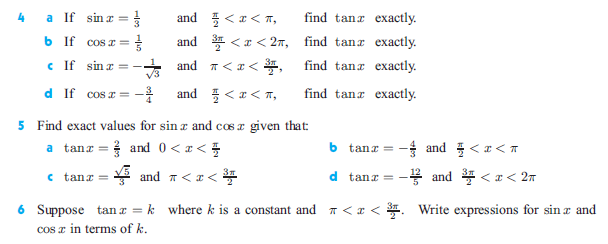 4 a If sin x = 1/3 and π/2 < x < π, find tan x exactly.
b If cos x = 1/5 and 3π/2 < x < 2π, find tan x exactly.
c If sin x = −1/√3 and π < x < 3π/2, find tan x exactly.
d If cos x = −3/4 and π/2 < x < π, find tan x exactly.
5 Find exact values for sin x and cos x given that:
a tan x = 2/3 and 0 < x < π/2 b tan x = −4/3 and π/2 < x < π
c tan x = √5/3 and π < x < 3π/2 d tan x = −12/5 and 3π/2 < x < 2π
6 Suppose tan x = k where k is a constant and π < x < 3π/2. Write expressions for sin x and
cos x in terms of k.